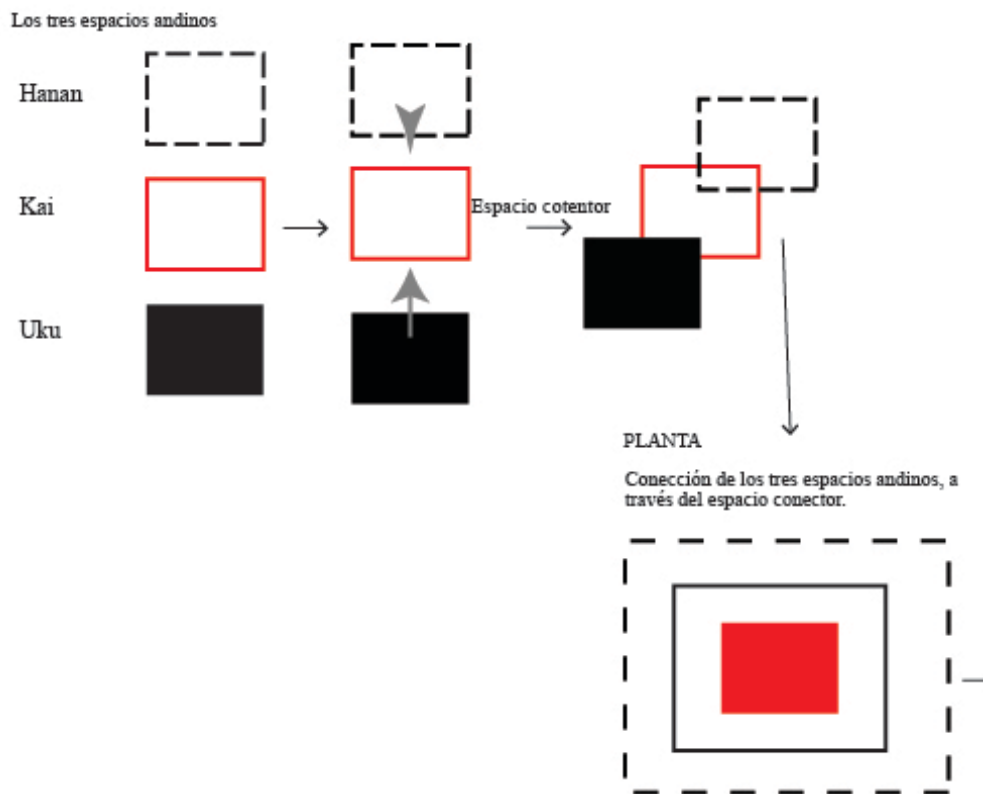 Los tres espacios andinos
Hanan
Kai
Espacio cotentor
Uku
PLANTA
Conección de los tres espacios andinos, a
través del espacio conector.